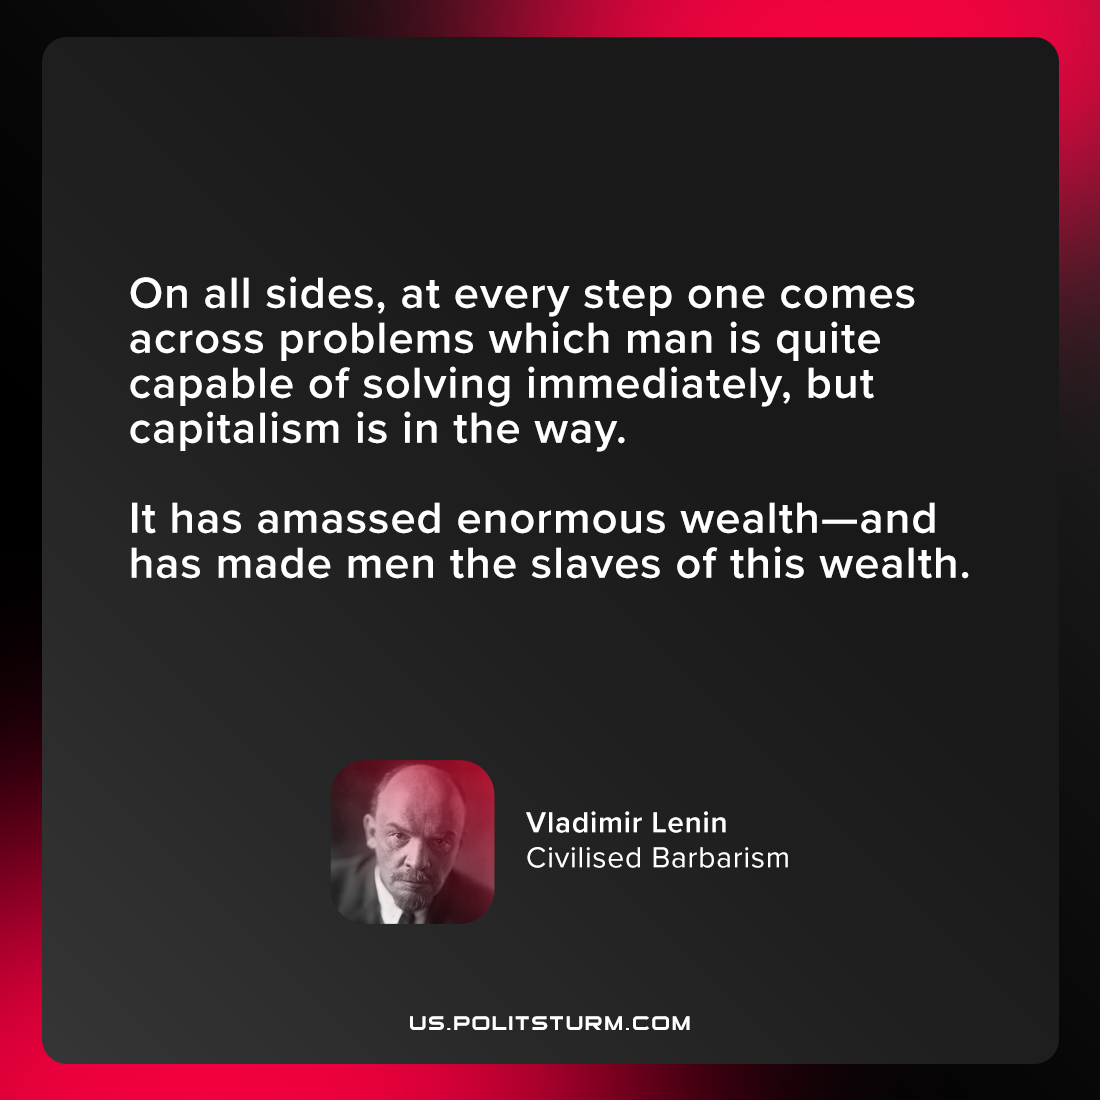 On all sides, at every step one comes
across problems which man is quite
capable of solving immediately, but
capitalism is in the way.
It has amassed enormous wealth—and
has made men the slaves of this wealth.
Vladimir Lenin
Civilised Barbarism
US.POLITSTURM.COM